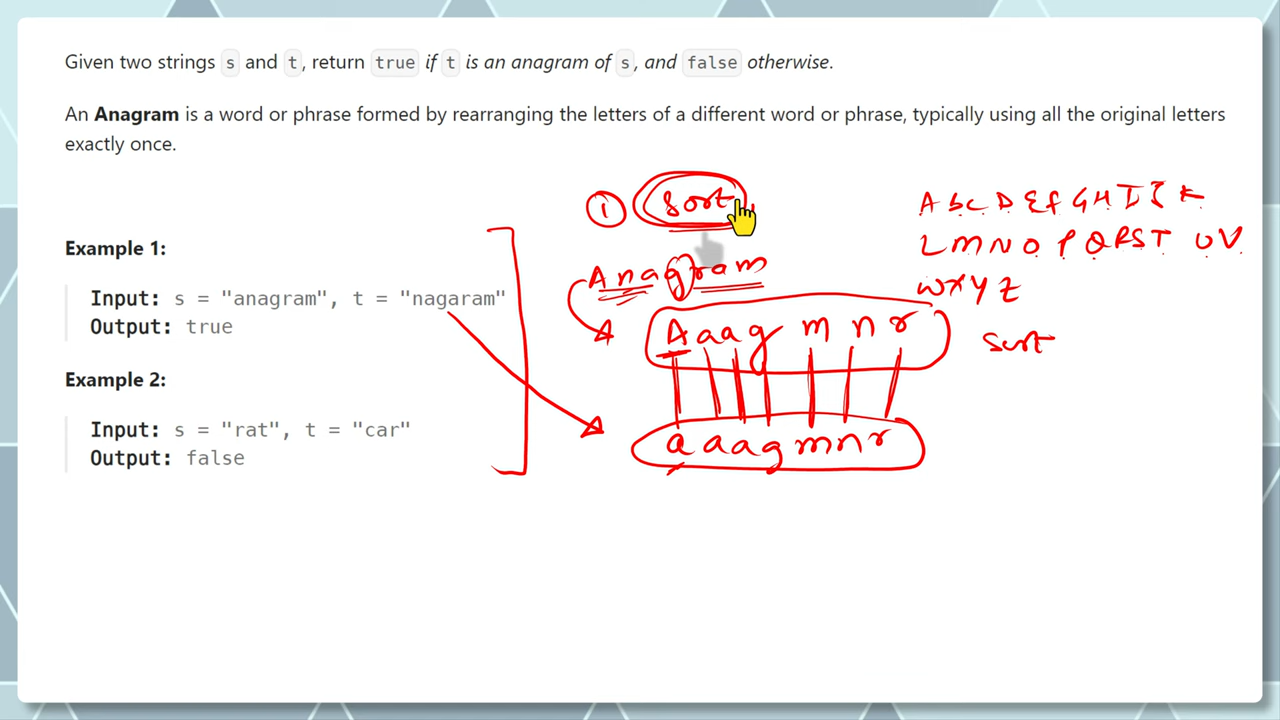 Given two strings s and t, return true if t is an anagram of s, and false otherwise.
An Anagram is a word or phrase formed by rearranging the letters of a different word or phrase, typically using all the original letters
exactly once.
Example 1:
Input: s = "anagram", t = "nagaram"
Output: true
Example 2:
Input: s = "rat", t = "car"
Output: false
1 Sort
Anagram
A a a g m n r
a a a g m n r
A B C D E F G H I J K
L M N O P Q R S T U V
W X Y Z
Sort